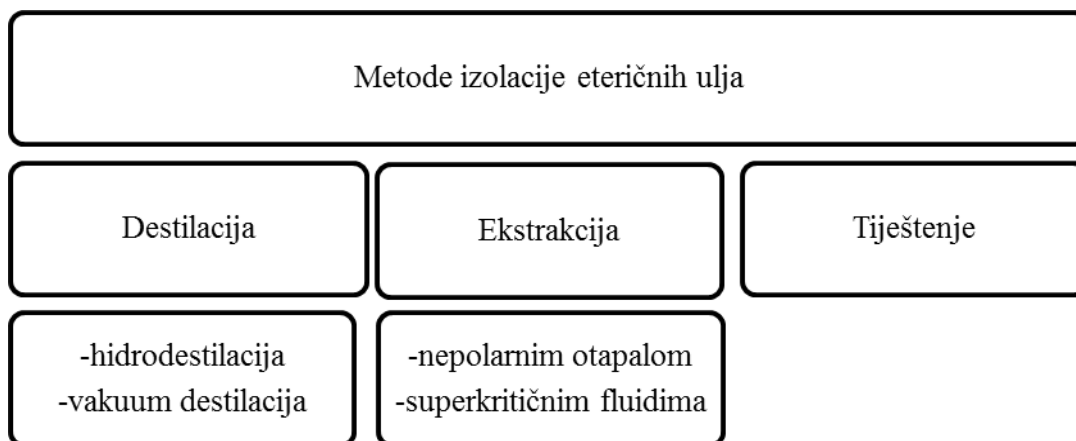 Metode izolacije eteričnih ulja
Destilacija
Ekstrakcija
Tiještenje
-hidrodestilacija
-vakuum destilacija
-nepolarnim otapalom
-superkritičnim fluidima